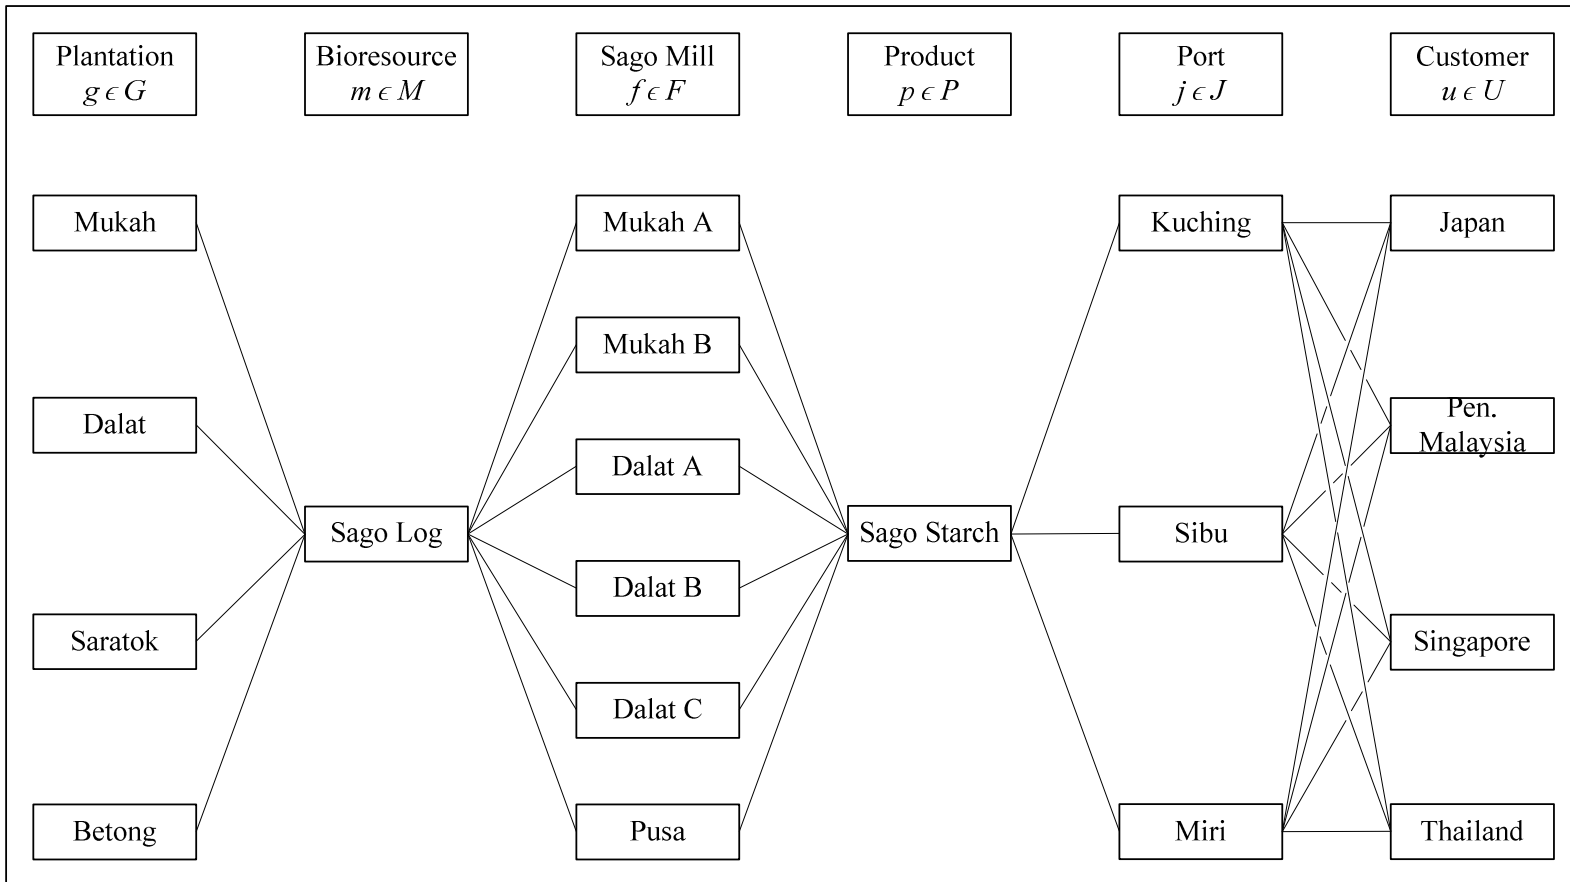 Plantation
g ϵ G
Bioresource
m ϵ M
Sago Mill
f ϵ F
Product
p ϵ P
Port
j ϵ J
Customer
u ϵ U
Mukah
Mukah A
Kuching
Japan
Mukah B
Dalat
Pen.
Malaysia
Dalat A
Sago Log
Sago Starch
Sibu
Dalat B
Saratok
Singapore
Dalat C
Betong
Pusa
Miri
Thailand